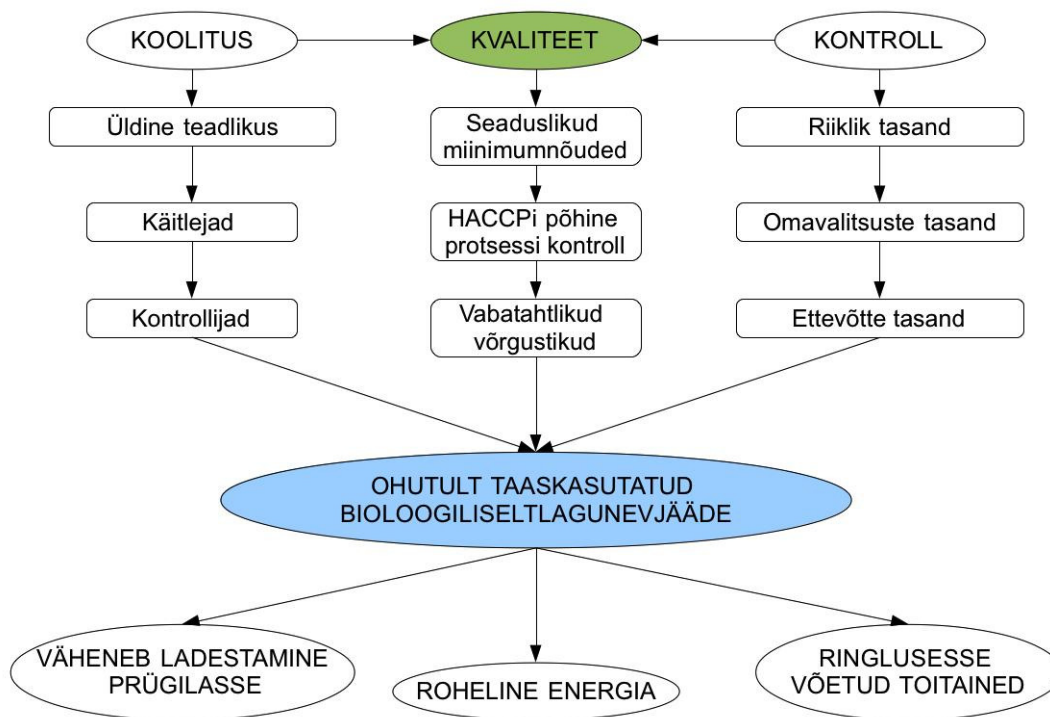 KOOLITUS
KVALITEET
KONTROLL
Üldine teadlikus
Seaduslikud
miinimumnõuded
Riiklik tasand
Käitlejad
HACCPi põhine
protsessi kontroll
Omavalitsuste tasand
Kontrollijad
Vabatahtlikud
võrgustikud
Ettevõtte tasand
OHUTULT TAASKASUTATUD
BIOLOOGILISELTLAGUNEVJÄÄDE
VÄHENEB LADESTAMINE
PRÜGILASSE
ROHELINE ENERGIA
RINGLUSESSE
VÕETUD TOITAINED